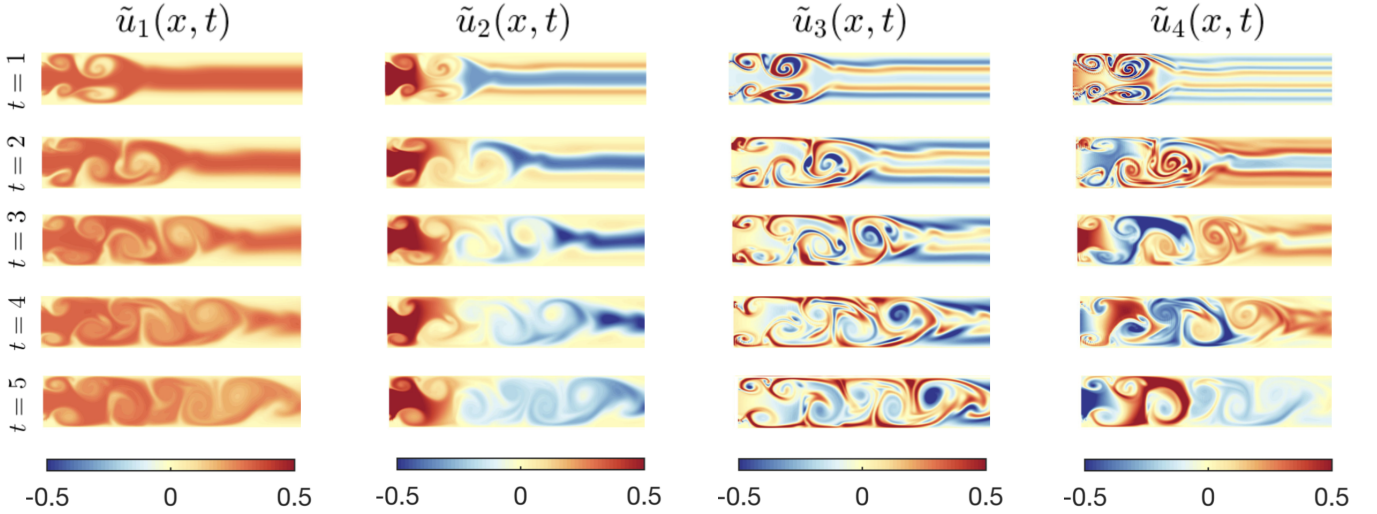 ũ₁(x, t) ũ₂(x, t) ũ₃(x, t) ũ₄(x, t)
t = 1
t = 2
t = 3
t = 4
t = 5
-0.5 0 0.5 -0.5 0 0.5 -0.5 0 0.5 -0.5 0 0.5